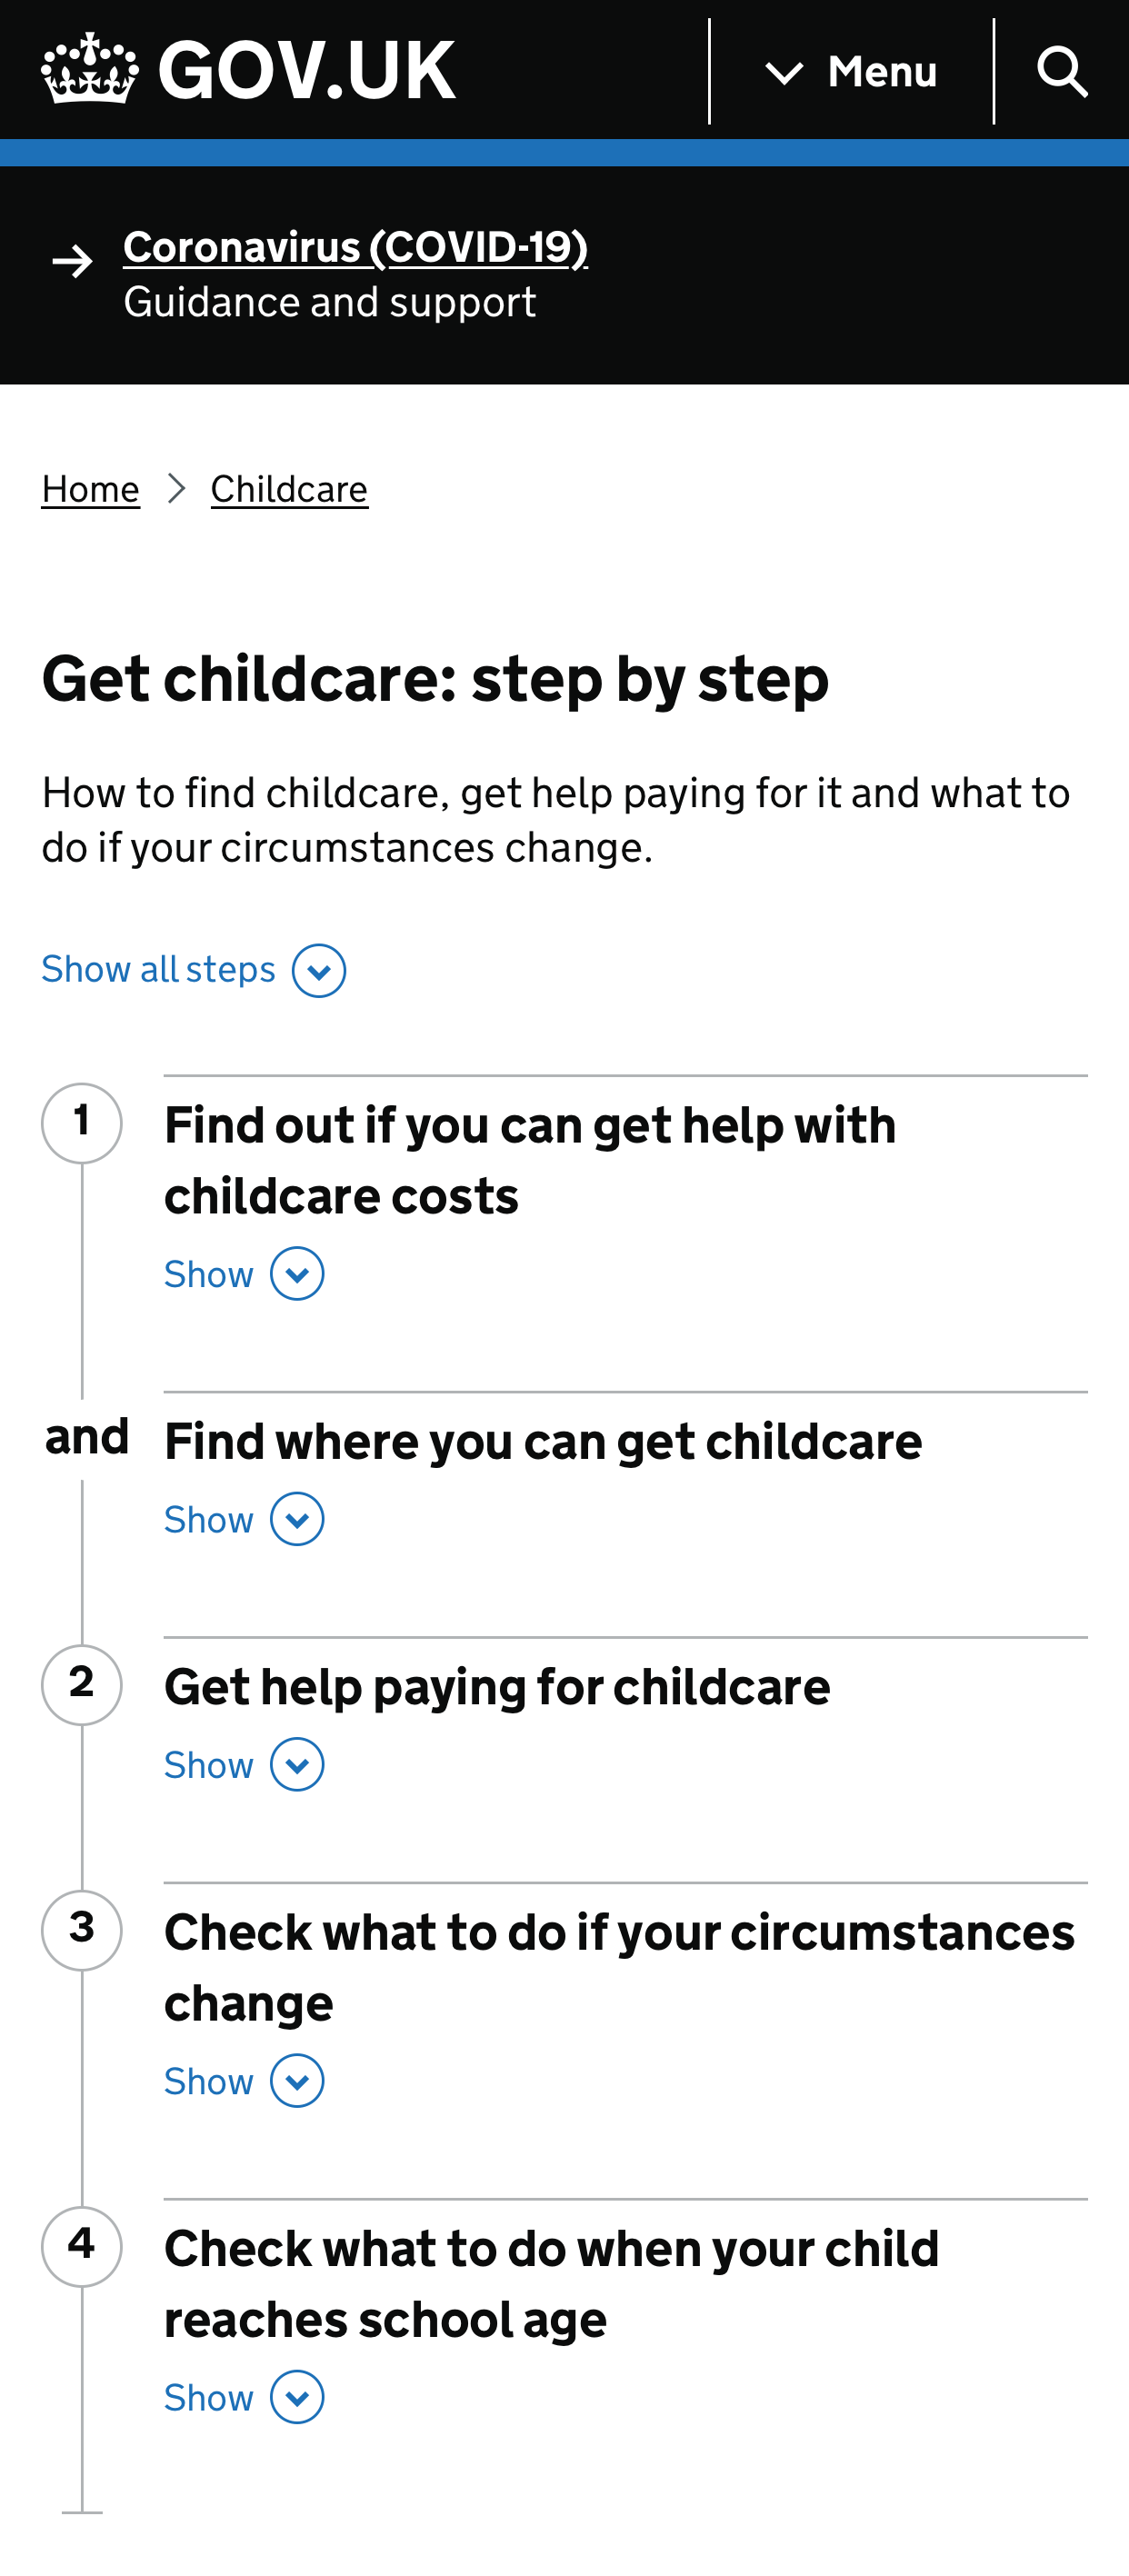 GOV.UK
Menu
Coronavirus (COVID-19)
Guidance and support
Home
Childcare
Get childcare: step by step
How to find childcare, get help paying for it and what to
do if your circumstances change.
Show all steps
1
Find out if you can get help with
childcare costs
Show
and
Find where you can get childcare
Show
2
Get help paying for childcare
Show
3
Check what to do if your circumstances
change
Show
4
Check what to do when your child
reaches school age
Show